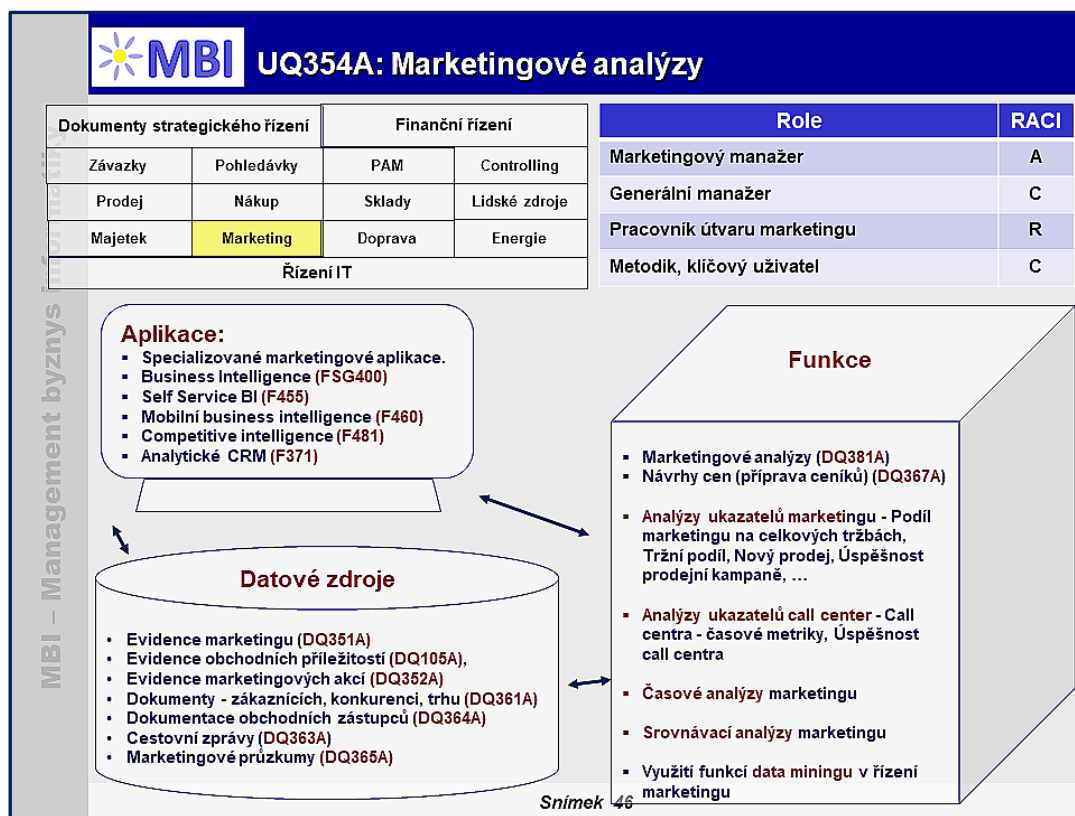 MBI
UQ354A: Marketingové analýzy
MBI – Management byznys informatiky
Dokumenty strategického řízení
Finanční řízení
Závazky
Pohledávky
PAM
Controlling
Prodej
Nákup
Sklady
Lidské zdroje
Majetek
Marketing
Doprava
Energie
Řízení IT
Role
RACI
Marketingový manažer
A
Generální manažer
C
Pracovník útvaru marketingu
R
Metodik, klíčový uživatel
C
Aplikace:
▪ Specializované marketingové aplikace.
▪ Business Intelligence (FSG400)
▪ Self Service BI (F455)
▪ Mobilní business intelligence (F460)
▪ Competitive intelligence (F481)
▪ Analytické CRM (F371)
Datové zdroje
• Evidence marketingu (DQ351A)
• Evidence obchodních příležitostí (DQ105A),
• Evidence marketingových akcí (DQ352A)
• Dokumenty - zákaznících, konkurenci, trhu (DQ361A)
• Dokumentace obchodních zástupců (DQ364A)
• Cestovní zprávy (DQ363A)
• Marketingové průzkumy (DQ365A)
Funkce
▪ Marketingové analýzy (DQ381A)
▪ Návrhy cen (příprava ceníků) (DQ367A)
▪ Analýzy ukazatelů marketingu - Podíl
marketingu na celkových tržbách,
Tržní podíl, Nový prodej, Úspěšnost
prodejní kampaně, …
▪ Analýzy ukazatelů call center - Call
centra - časové metriky, Úspěšnost
call centra
▪ Časové analýzy marketingu
▪ Srovnávací analýzy marketingu
▪ Využití funkcí data miningu v řízení
marketingu
Snímek 46